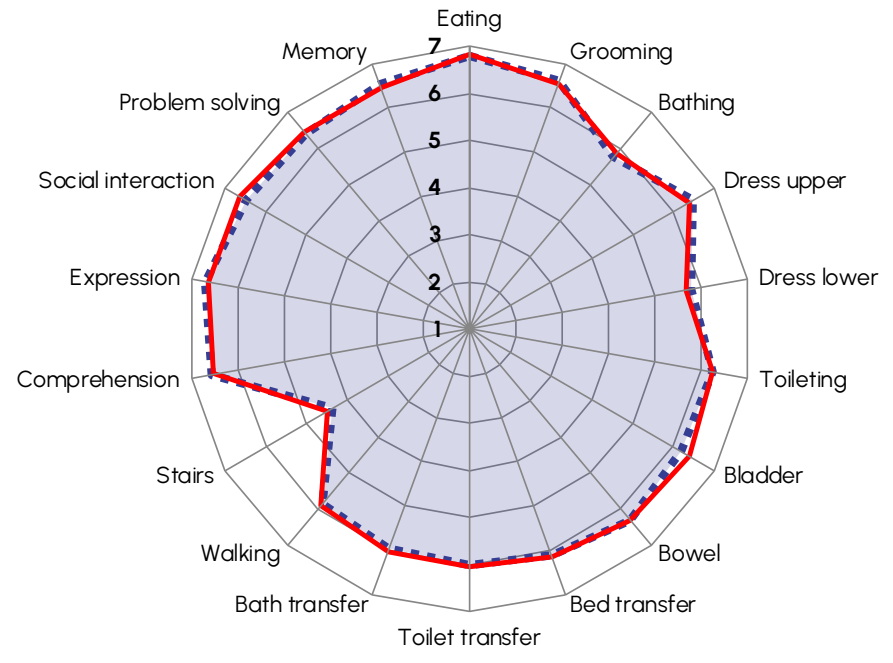 Eating
Memory
Grooming
Problem solving
Bathing
Social interaction
Dress upper
Expression
Dress lower
Comprehension
Toileting
Stairs
Bladder
Walking
Bowel
Bath transfer
Bed transfer
Toilet transfer
7
6
5
4
3
2
1